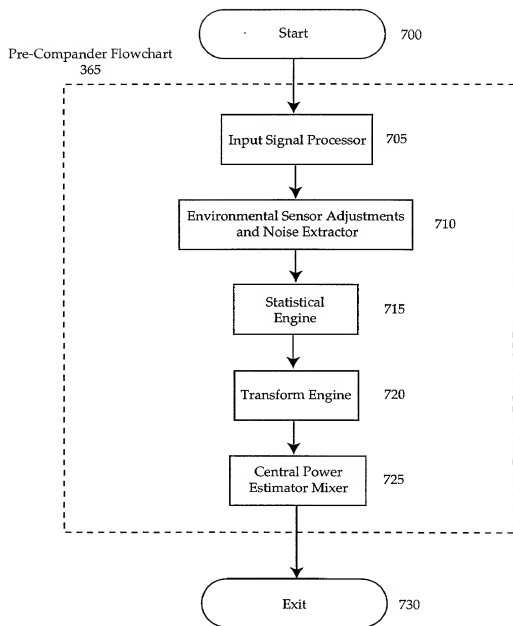 Start
700
Pre-Compander Flowchart
365
Input Signal Processor
705
Environmental Sensor Adjustments
and Noise Extractor
710
Statistical
Engine
715
Transform Engine
720
Central Power
Estimator Mixer
725
Exit
730